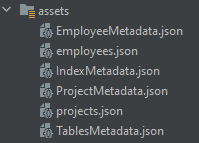 assets
EmployeeMetadata.json
employees.json
IndexMetadata.json
ProjectMetadata.json
projects.json
TablesMetadata.json